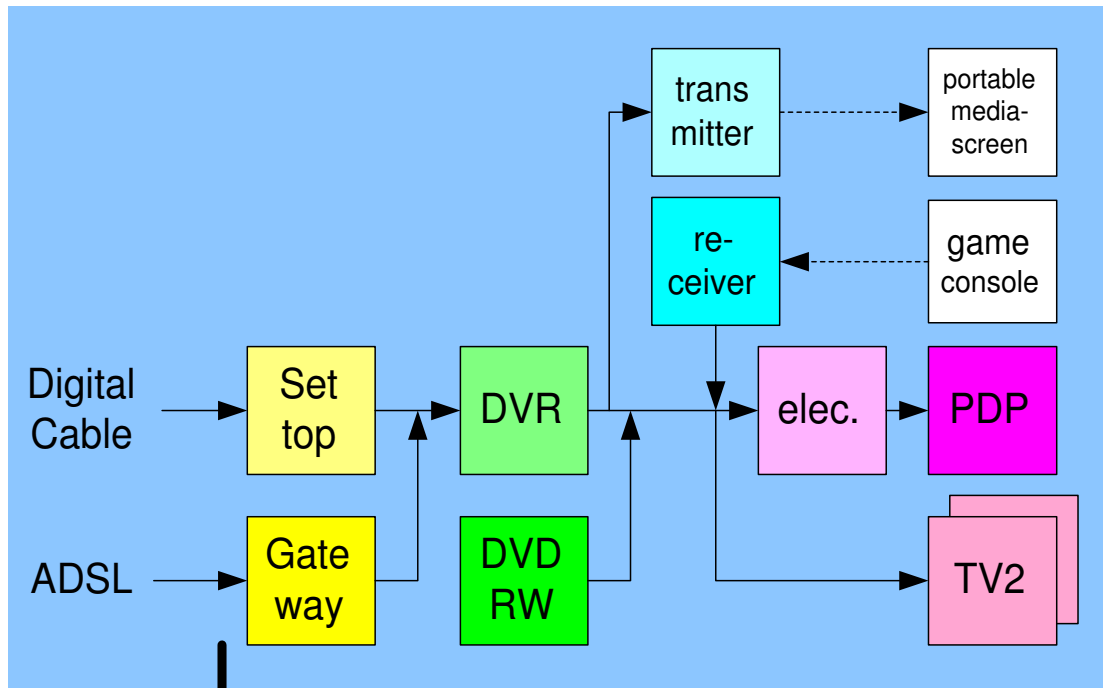 trans
mitter
portable
media-
screen
re-
ceiver
game
console
Digital
Cable
Set
top
DVR
elec.
PDP
ADSL
Gate
way
DVD
RW
TV2